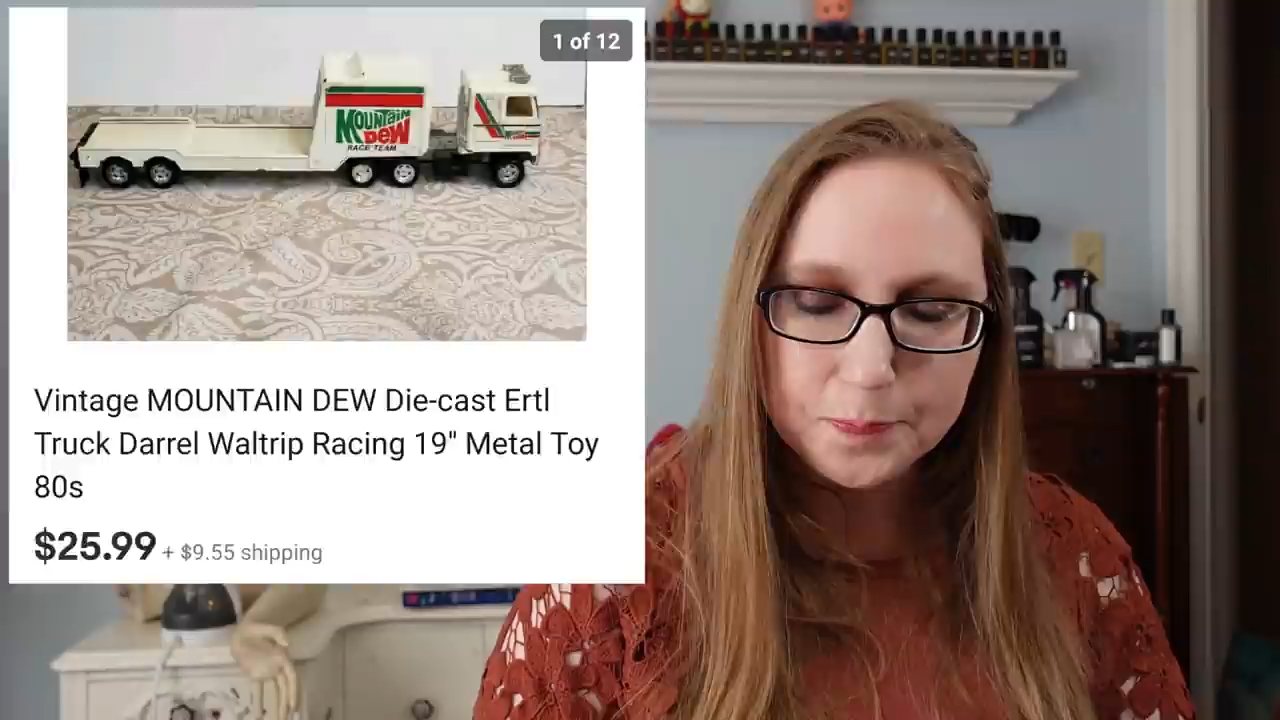 1 of 12
MOUNTAIN
DEW
RACE TEAM
Vintage MOUNTAIN DEW Die-cast Ertl
Truck Darrel Waltrip Racing 19" Metal Toy
80s
$25.99 + $9.55 shipping